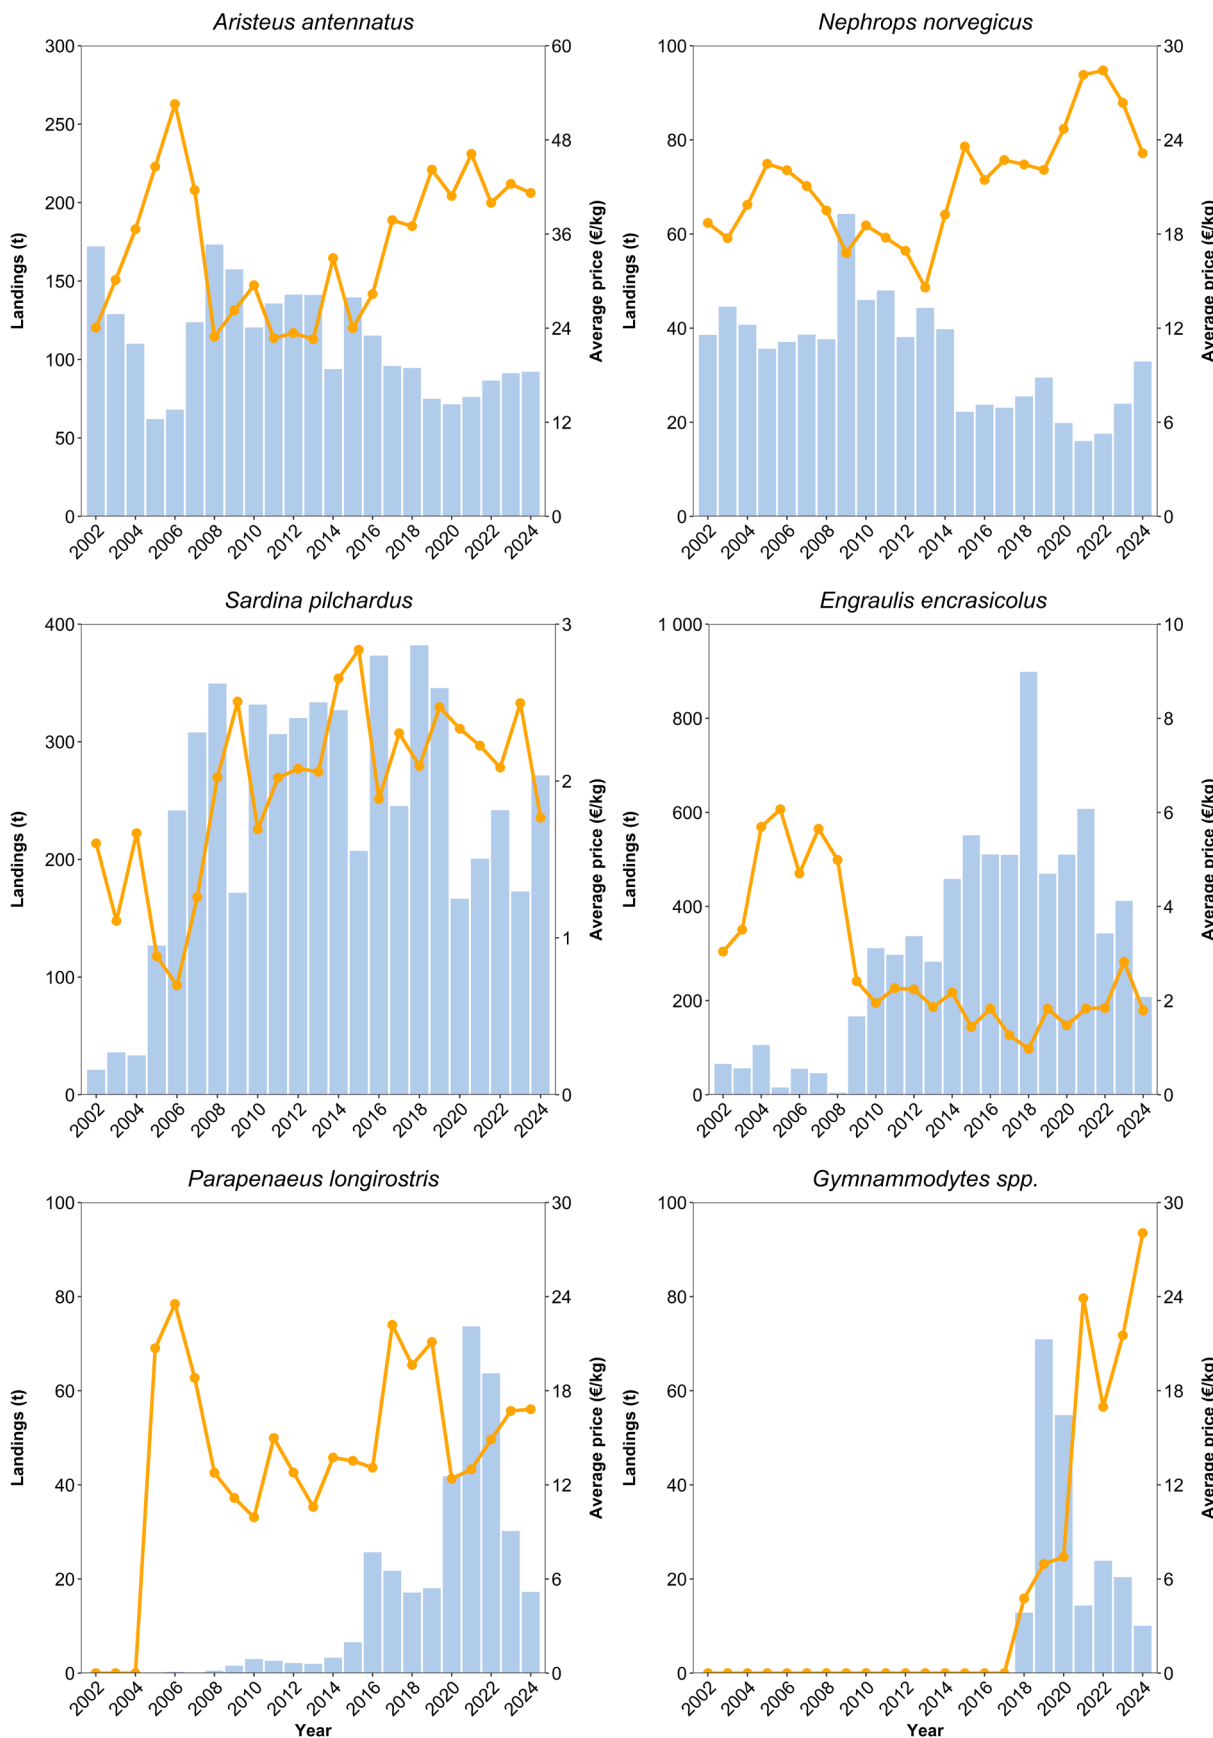 Aristeus antennatus
Landings (t)
300
250
200
150
100
50
0
60
48
36
24
12
0
Average price (€/kg)
2002 2004 2006 2008 2010 2012 2014 2016 2018 2020 2022 2024
Nephrops norvegicus
Landings (t)
100
80
60
40
20
0
30
24
18
12
6
0
Average price (€/kg)
2002 2004 2006 2008 2010 2012 2014 2016 2018 2020 2022 2024
Sardina pilchardus
Landings (t)
400
300
200
100
0
3
2
1
0
Average price (€/kg)
2002 2004 2006 2008 2010 2012 2014 2016 2018 2020 2022 2024
Engraulis encrasicolus
Landings (t)
1 000
800
600
400
200
0
10
8
6
4
2
0
Average price (€/kg)
2002 2004 2006 2008 2010 2012 2014 2016 2018 2020 2022 2024
Parapenaeus longirostris
Landings (t)
100
80
60
40
20
0
30
24
18
12
6
0
Average price (€/kg)
2002 2004 2006 2008 2010 2012 2014 2016 2018 2020 2022 2024
Year
Gymnammodytes spp.
Landings (t)
100
80
60
40
20
0
30
24
18
12
6
0
Average price (€/kg)
2002 2004 2006 2008 2010 2012 2014 2016 2018 2020 2022 2024
Year